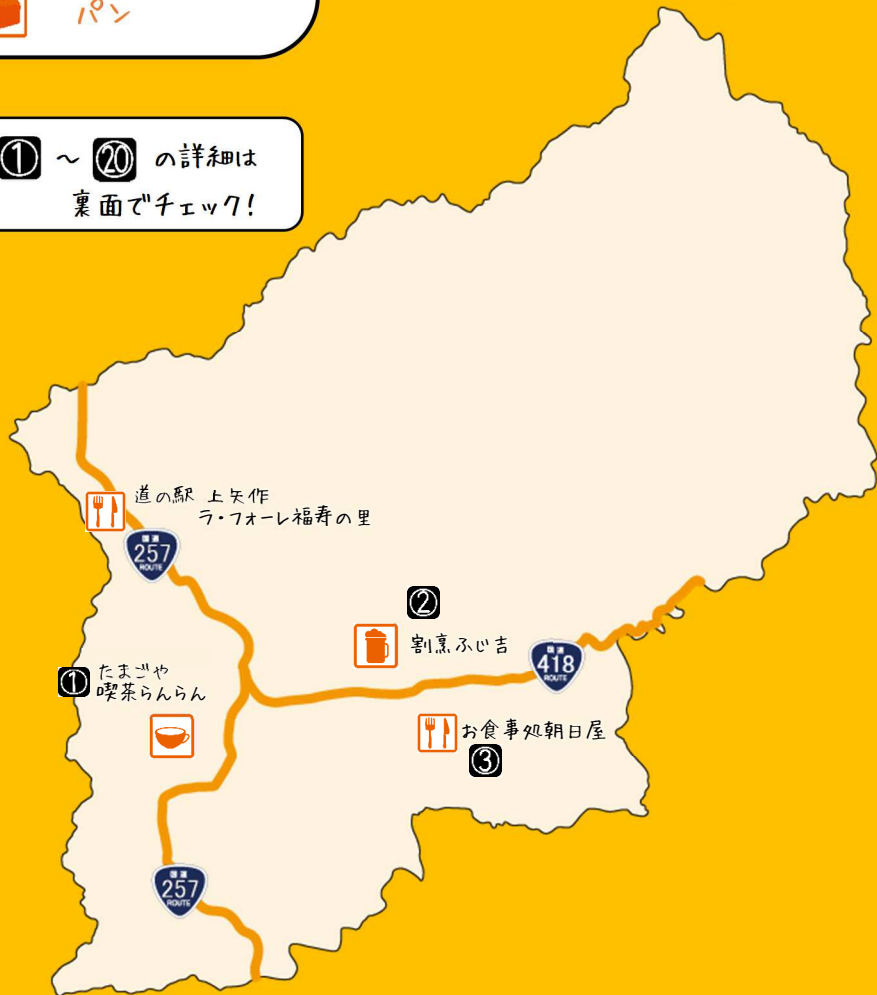 パン
① ～ ⑳ の詳細は
裏面でチェック!
道の駅 上矢作
ラ・フォーレ福寿の里
国道
257
ROUTE
②
割烹ふじ吉
国道
418
ROUTE
① たまごや
喫茶らんらん
お食事処朝日屋
③
国道
257
ROUTE